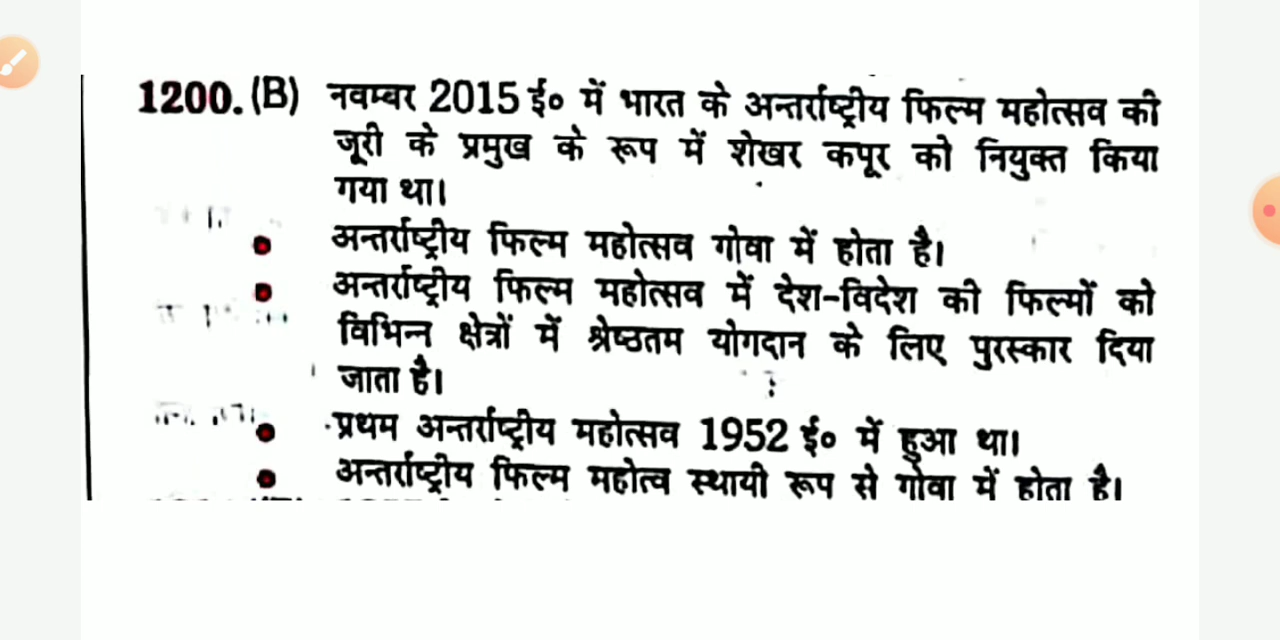 1200. (B) नवम्बर 2015 ई० में भारत के अन्तर्राष्ट्रीय फिल्म महोत्सव की
जूरी के प्रमुख के रूप में शेखर कपूर को नियुक्त किया
गया था।
• अन्तर्राष्ट्रीय फिल्म महोत्सव गोवा में होता है।
• अन्तर्राष्ट्रीय फिल्म महोत्सव में देश-विदेश की फिल्मों को
विभिन्न क्षेत्रों में श्रेष्ठतम योगदान के लिए पुरस्कार दिया
जाता है।
• प्रथम अन्तर्राष्ट्रीय महोत्सव 1952 ई० में हुआ था।
• अन्तर्राष्ट्रीय फिल्म महोत्व स्थायी रूप से गोवा में होता है।